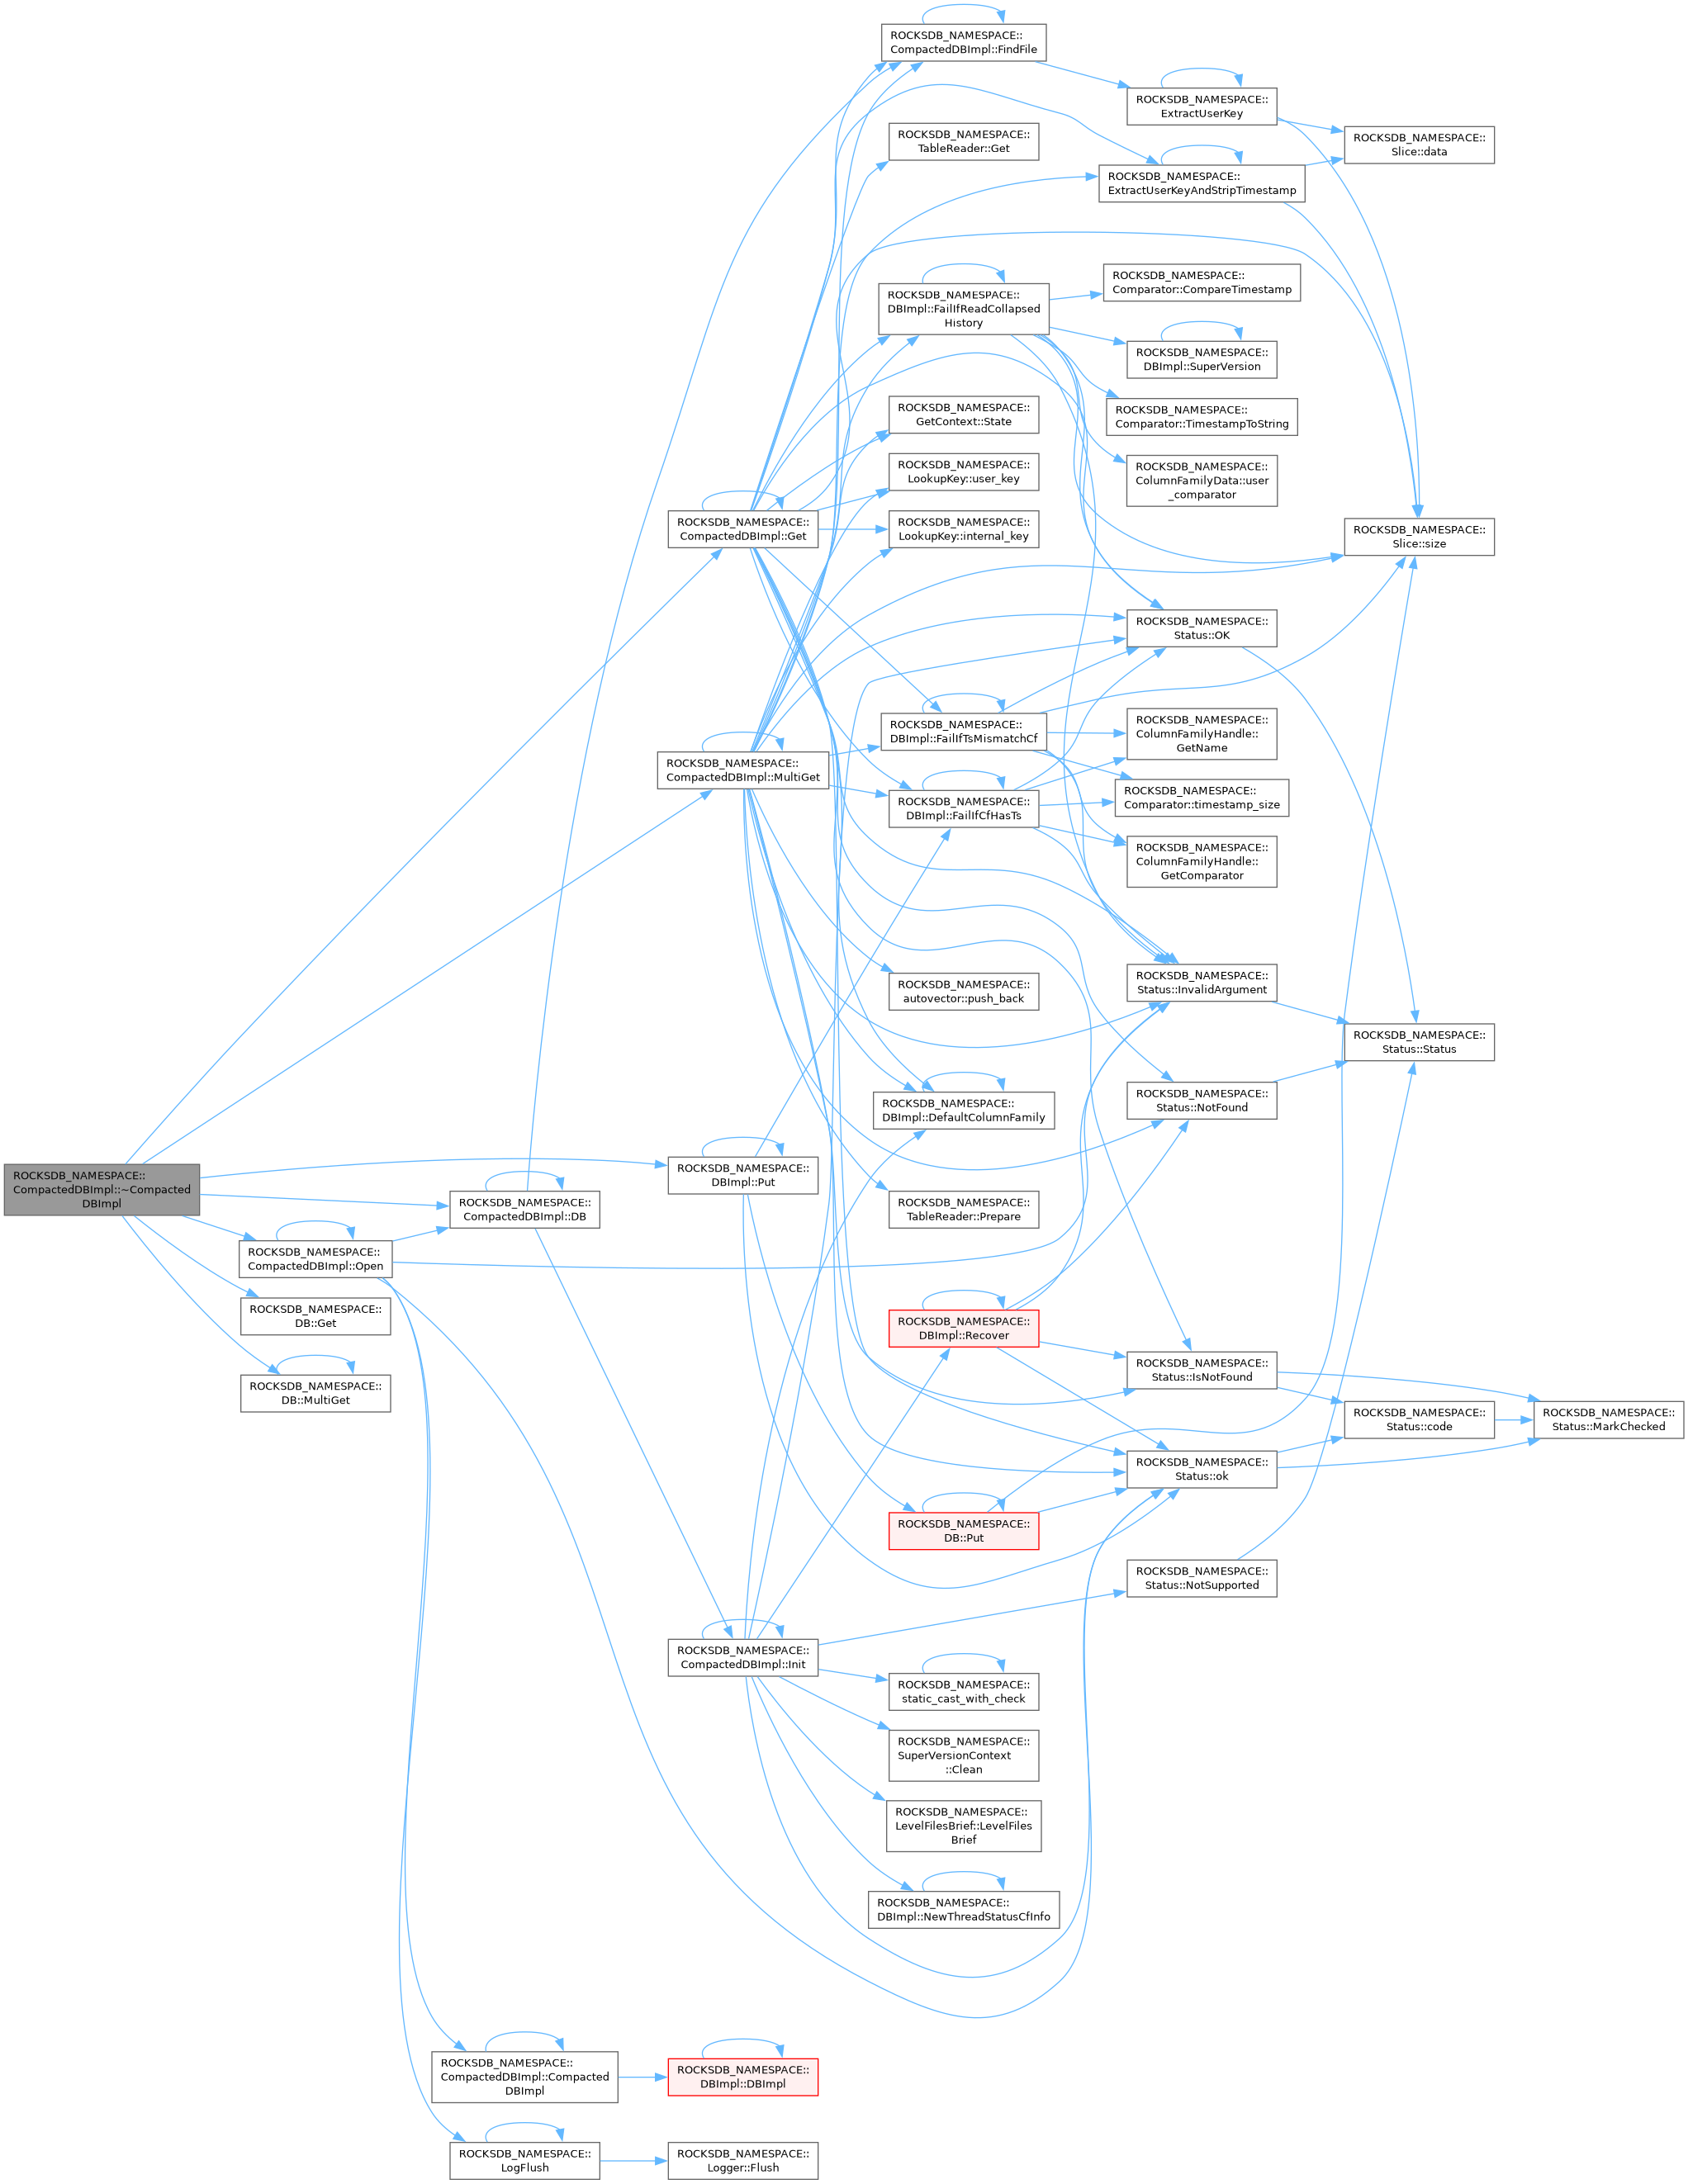 ROCKSDB_NAMESPACE::
CompactedDBImpl::~Compacted
DBImpl
ROCKSDB_NAMESPACE::
CompactedDBImpl::Open
ROCKSDB_NAMESPACE::
DB::Get
ROCKSDB_NAMESPACE::
DB::MultiGet
ROCKSDB_NAMESPACE::
CompactedDBImpl::DB
ROCKSDB_NAMESPACE::
CompactedDBImpl::Compacted
DBImpl
ROCKSDB_NAMESPACE::
LogFlush
ROCKSDB_NAMESPACE::
CompactedDBImpl::Get
ROCKSDB_NAMESPACE::
CompactedDBImpl::MultiGet
ROCKSDB_NAMESPACE::
DBImpl::Put
ROCKSDB_NAMESPACE::
CompactedDBImpl::Init
ROCKSDB_NAMESPACE::
DBImpl::DBImpl
ROCKSDB_NAMESPACE::
Logger::Flush
ROCKSDB_NAMESPACE::
CompactedDBImpl::FindFile
ROCKSDB_NAMESPACE::
TableReader::Get
ROCKSDB_NAMESPACE::
DBImpl::FailIfReadCollapsed
History
ROCKSDB_NAMESPACE::
GetContext::State
ROCKSDB_NAMESPACE::
LookupKey::user_key
ROCKSDB_NAMESPACE::
LookupKey::internal_key
ROCKSDB_NAMESPACE::
DBImpl::FailIfTsMismatchCf
ROCKSDB_NAMESPACE::
DBImpl::FailIfCfHasTs
ROCKSDB_NAMESPACE::
autovector::push_back
ROCKSDB_NAMESPACE::
DBImpl::DefaultColumnFamily
ROCKSDB_NAMESPACE::
TableReader::Prepare
ROCKSDB_NAMESPACE::
DBImpl::Recover
ROCKSDB_NAMESPACE::
DB::Put
ROCKSDB_NAMESPACE::
static_cast_with_check
ROCKSDB_NAMESPACE::
SuperVersionContext
::Clean
ROCKSDB_NAMESPACE::
LevelFilesBrief::LevelFiles
Brief
ROCKSDB_NAMESPACE::
DBImpl::NewThreadStatusCfInfo
ROCKSDB_NAMESPACE::
ExtractUserKey
ROCKSDB_NAMESPACE::
ExtractUserKeyAndStripTimestamp
ROCKSDB_NAMESPACE::
Comparator::CompareTimestamp
ROCKSDB_NAMESPACE::
DBImpl::SuperVersion
ROCKSDB_NAMESPACE::
Comparator::TimestampToString
ROCKSDB_NAMESPACE::
ColumnFamilyData::user
_comparator
ROCKSDB_NAMESPACE::
Status::OK
ROCKSDB_NAMESPACE::
ColumnFamilyHandle::
GetName
ROCKSDB_NAMESPACE::
Comparator::timestamp_size
ROCKSDB_NAMESPACE::
ColumnFamilyHandle::
GetComparator
ROCKSDB_NAMESPACE::
Status::InvalidArgument
ROCKSDB_NAMESPACE::
Status::NotFound
ROCKSDB_NAMESPACE::
Status::IsNotFound
ROCKSDB_NAMESPACE::
Status::ok
ROCKSDB_NAMESPACE::
Status::NotSupported
ROCKSDB_NAMESPACE::
Slice::data
ROCKSDB_NAMESPACE::
Slice::size
ROCKSDB_NAMESPACE::
Status::Status
ROCKSDB_NAMESPACE::
Status::code
ROCKSDB_NAMESPACE::
Status::MarkChecked